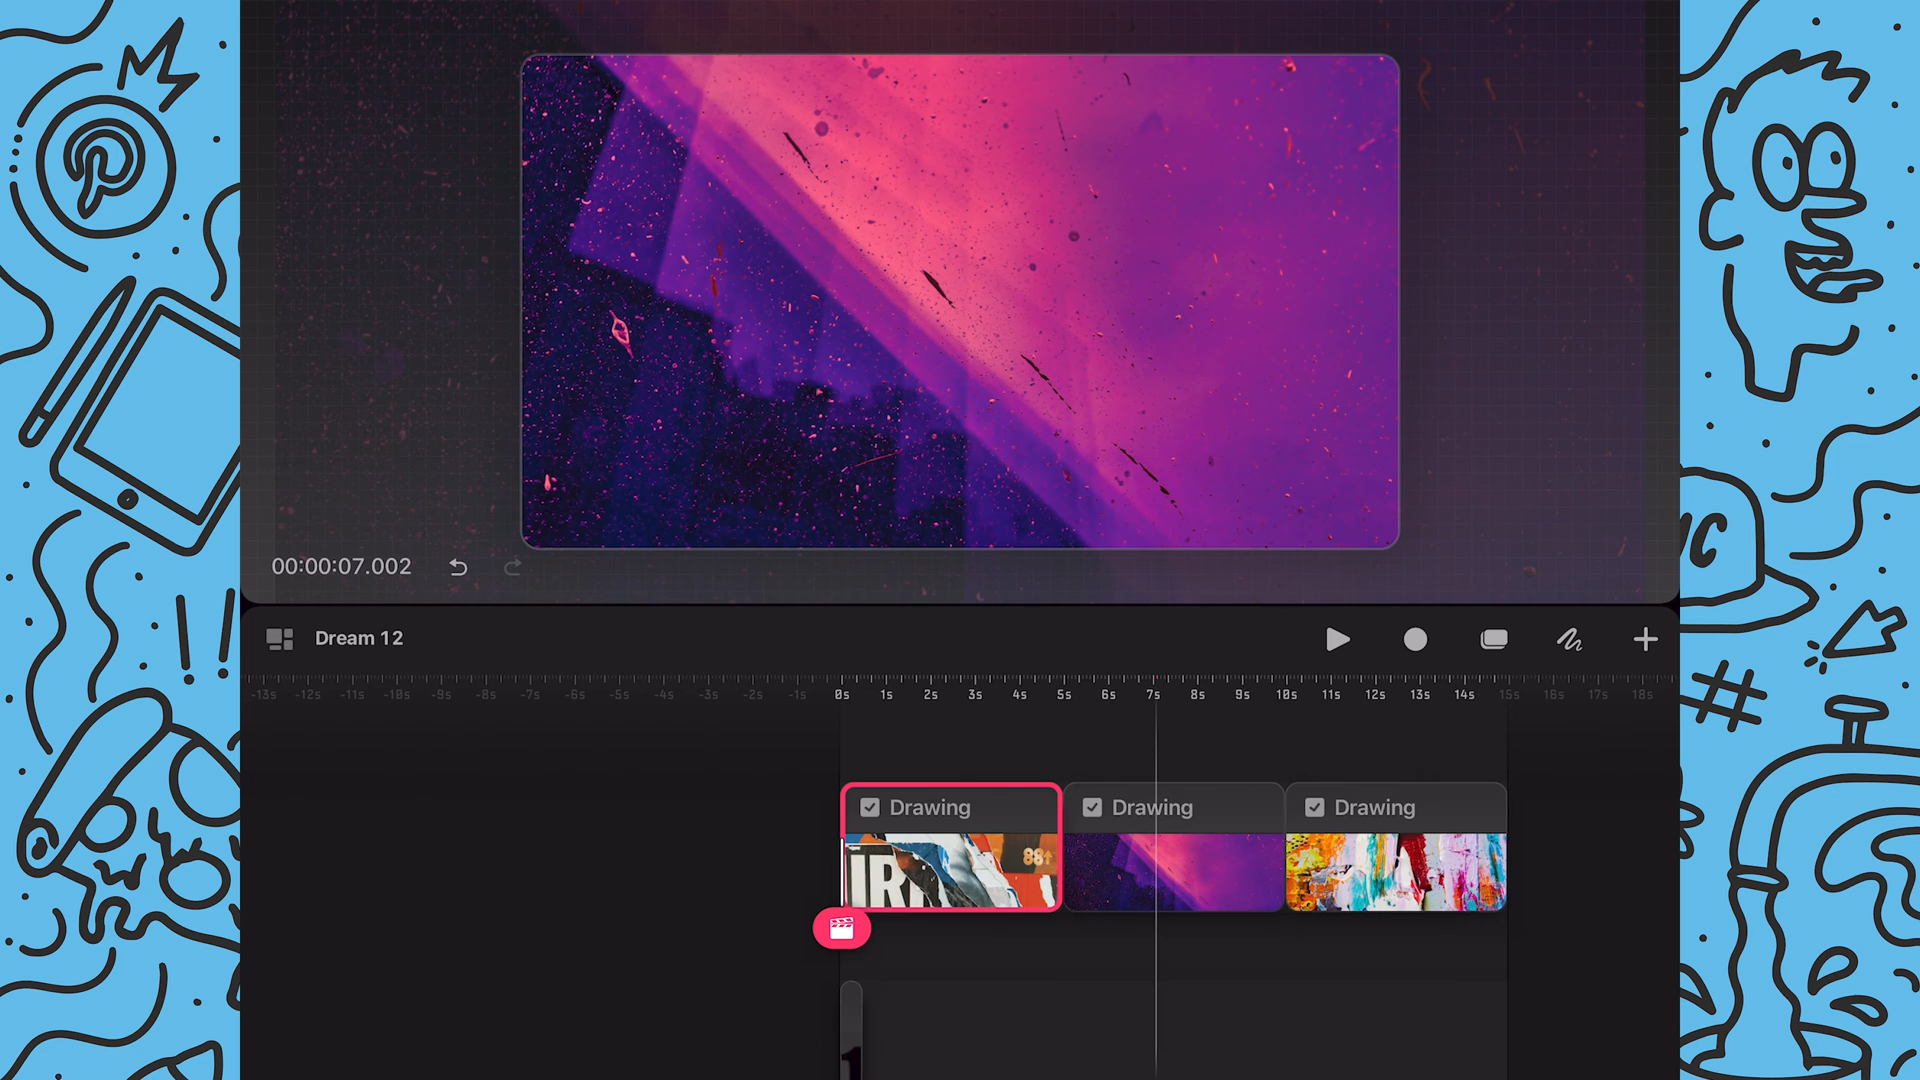 00:00:07.002
Dream 12
-13s -12s -11s -10s -9s -8s -7s -6s -5s -4s -3s -2s -1s 0s 1s 2s 3s 4s 5s 6s 7s 8s 9s 10s 11s 12s 13s 14s 15s 16s 17s 18s
Drawing Drawing Drawing
88
1
!!
#